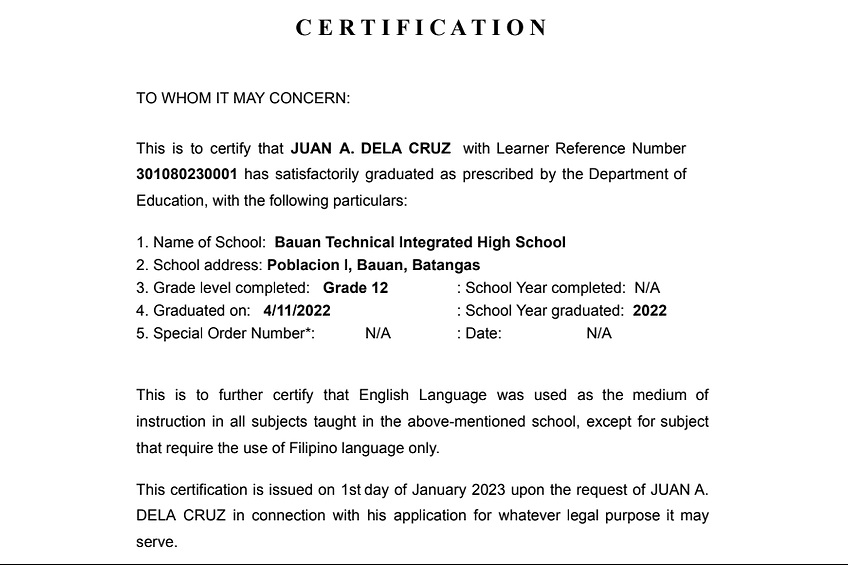 CERTIFICATION
TO WHOM IT MAY CONCERN:
This is to certify that JUAN A. DELA CRUZ with Learner Reference Number
301080230001 has satisfactorily graduated as prescribed by the Department of
Education, with the following particulars:
1. Name of School: Bauan Technical Integrated High School
2. School address: Poblacion I, Bauan, Batangas
3. Grade level completed: Grade 12 : School Year completed: N/A
4. Graduated on: 4/11/2022 : School Year graduated: 2022
5. Special Order Number*: N/A : Date: N/A
This is to further certify that English Language was used as the medium of
instruction in all subjects taught in the above-mentioned school, except for subject
that require the use of Filipino language only.
This certification is issued on 1st day of January 2023 upon the request of JUAN A.
DELA CRUZ in connection with his application for whatever legal purpose it may
serve.